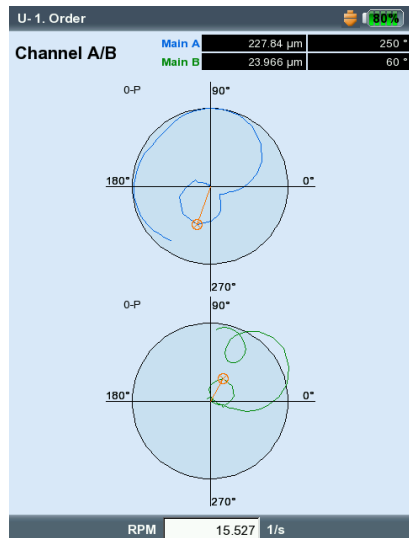 U- 1. Order 80%
Channel A/B
Main A 227.84 µm 250 °
Main B 23.966 µm 60 °
0-P 90°
180° 0°
270°
0-P 90°
180° 0°
270°
RPM 15.527 1/s